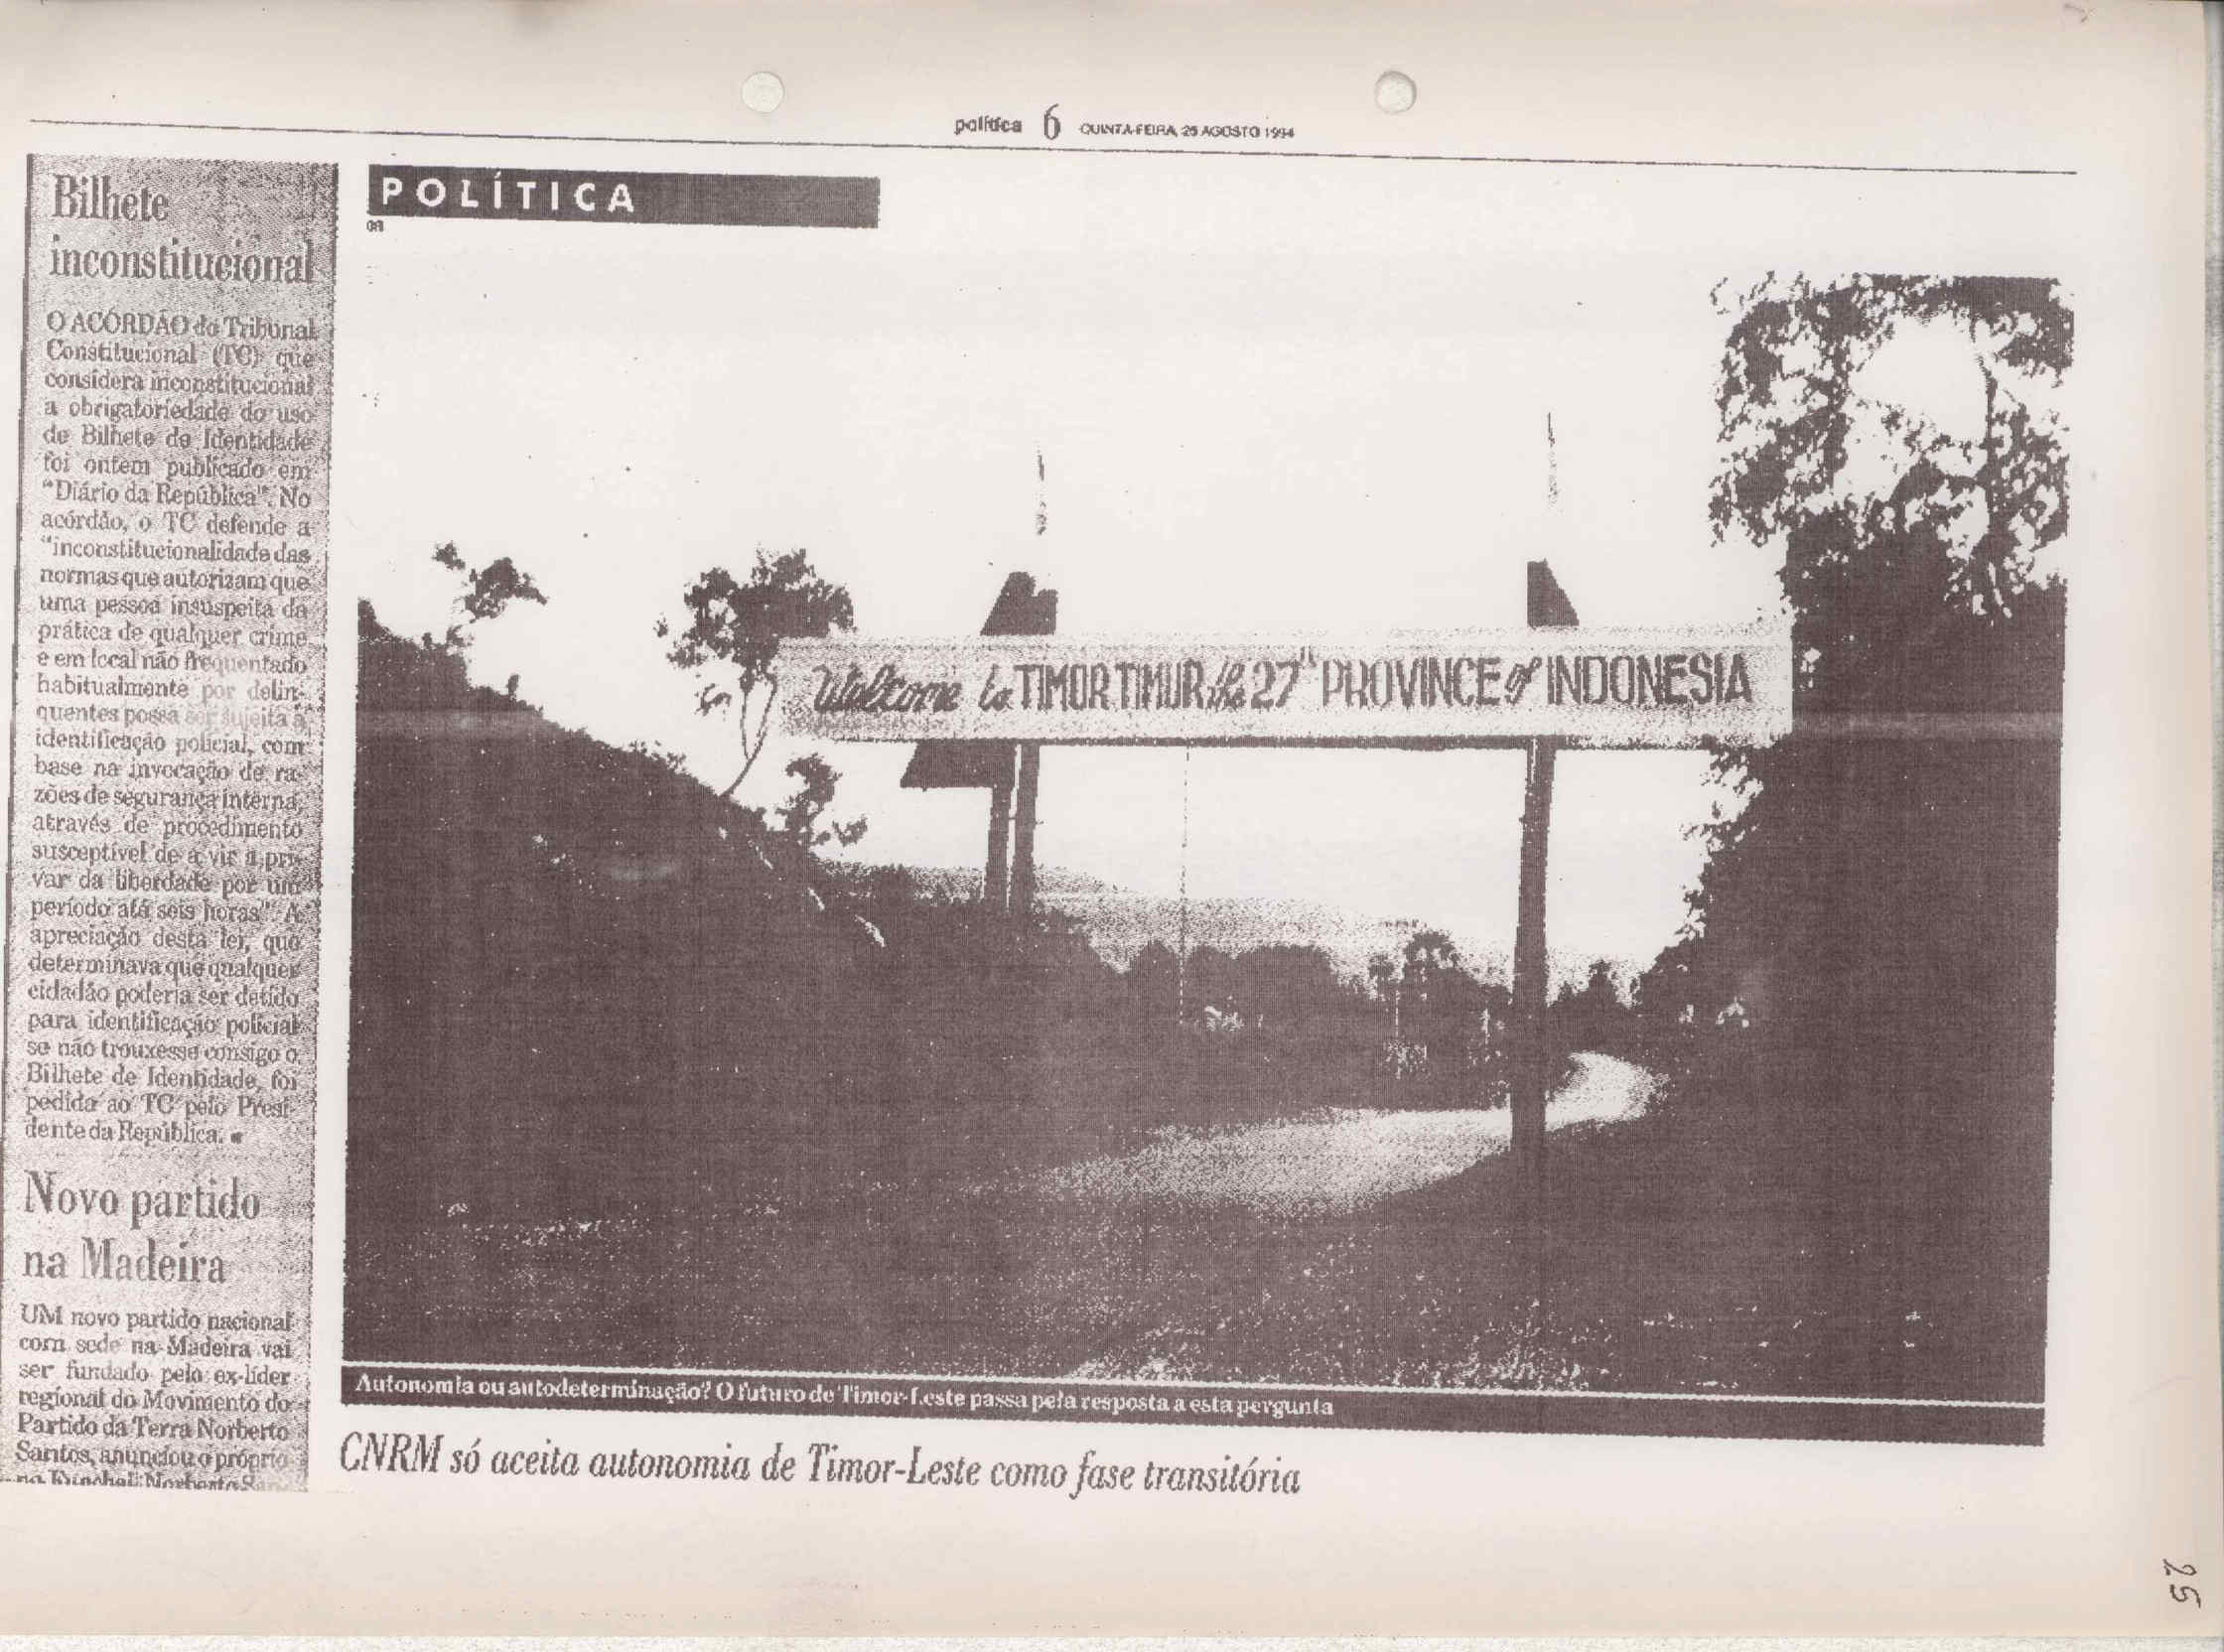 política 6 QUINTA-FEIRA, 25 AGOSTO 1994
Bilhete
inconstitucional
O ACÓRDÃO do Tribunal
Constitucional (TC) que
considera inconstitucional
a obrigatoriedade do uso
de Bilhete de Identidade
foi ontem publicado em
"Diário da República". No
acórdão, o TC defende a
"inconstitucionalidade das
normas que autorizam que
uma pessoa insuspeita da
prática de qualquer crime
e em local não frequentado
habitualmente por delin-
quentes possa ser sujeita a
identificação policial, com
base na invocação de ra-
zões de segurança interna,
através de procedimento
susceptível de a vir a pri-
var da liberdade por um
período até seis horas". A
apreciação desta lei, que
determinava que qualquer
cidadão poderia ser detido
para identificação policial
se não trouxesse consigo o
Bilhete de Identidade, foi
pedida ao TC pelo Presi-
dente da República.
Novo partido
na Madeira
UM novo partido nacional
com sede na Madeira vai
ser fundado pelo ex-líder
regional do Movimento do
Partido da Terra Norberto
Santos, anunciou o próprio
no Funchal. Norberto
POLÍTICA
Welcome to TIMOR TIMUR the 27th PROVINCE of INDONESIA
Autonomia ou autodeterminação? O futuro de Timor-Leste passa pela resposta a esta pergunta
CNRM só aceita autonomia de Timor-Leste como fase transitória
25